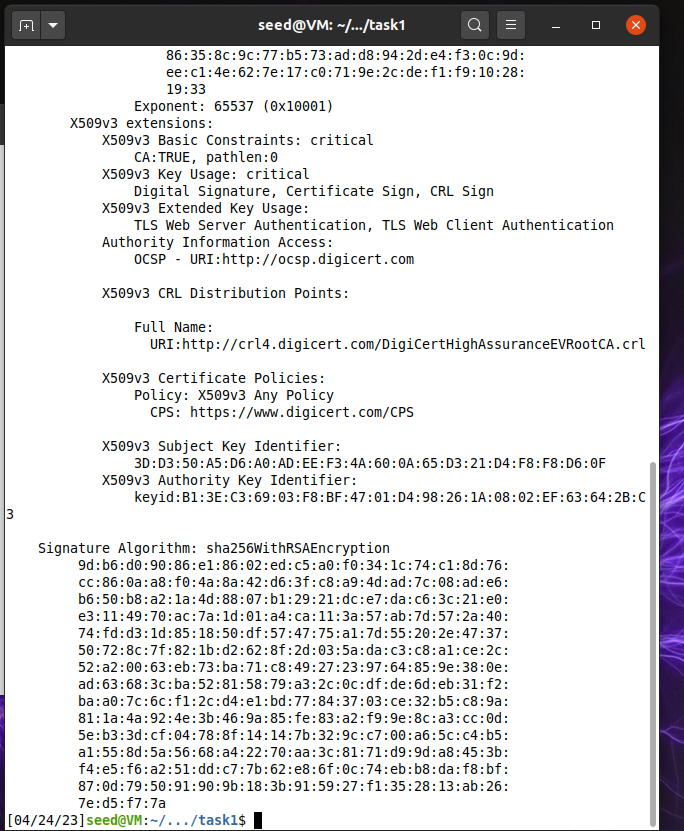 seed@VM: ~/.../task1
86:35:8c:9c:77:b5:73:ad:d8:94:2d:e4:f3:0c:9d:
ee:c1:4e:62:7e:17:c0:71:9e:2c:de:f1:f9:10:28:
19:33
Exponent: 65537 (0x10001)
X509v3 extensions:
X509v3 Basic Constraints: critical
CA:TRUE, pathlen:0
X509v3 Key Usage: critical
Digital Signature, Certificate Sign, CRL Sign
X509v3 Extended Key Usage:
TLS Web Server Authentication, TLS Web Client Authentication
Authority Information Access:
OCSP - URI:http://ocsp.digicert.com
X509v3 CRL Distribution Points:
Full Name:
URI:http://crl4.digicert.com/DigiCertHighAssuranceEVRootCA.crl
X509v3 Certificate Policies:
Policy: X509v3 Any Policy
CPS: https://www.digicert.com/CPS
X509v3 Subject Key Identifier:
3D:D3:50:A5:D6:A0:AD:EE:F3:4A:60:0A:65:D3:21:D4:F8:F8:D6:0F
X509v3 Authority Key Identifier:
keyid:B1:3E:C3:69:03:F8:BF:47:01:D4:98:26:1A:08:02:EF:63:64:2B:C
3
Signature Algorithm: sha256WithRSAEncryption
9d:b6:d0:90:86:e1:86:02:ed:c5:a0:f0:34:1c:74:c1:8d:76:
cc:86:0a:a8:f0:4a:8a:42:d6:3f:c8:a9:4d:ad:7c:08:ad:e6:
b6:50:b8:a2:1a:4d:88:07:b1:29:21:dc:e7:da:c6:3c:21:e0:
e3:11:49:70:ac:7a:1d:01:a4:ca:11:3a:57:ab:7d:57:2a:40:
74:fd:d3:1d:85:18:50:df:57:47:75:a1:7d:55:20:2e:47:37:
50:72:8c:7f:82:1b:d2:62:8f:2d:03:5a:da:c3:c8:a1:ce:2c:
52:a2:00:63:eb:73:ba:71:c8:49:27:23:97:64:85:9e:38:0e:
ad:63:68:3c:ba:52:81:58:79:a3:2c:0c:df:de:6d:eb:31:f2:
ba:a0:7c:6c:f1:2c:d4:e1:bd:77:84:37:03:ce:32:b5:c8:9a:
81:1a:4a:92:4e:3b:46:9a:85:fe:83:a2:f9:9e:8c:a3:cc:0d:
5e:b3:3d:cf:04:78:8f:14:14:7b:32:9c:c7:00:a6:5c:c4:b5:
a1:55:8d:5a:56:68:a4:22:70:aa:3c:81:71:d9:9d:a8:45:3b:
f4:e5:f6:a2:51:dd:c7:7b:62:e8:6f:0c:74:eb:b8:da:f8:bf:
87:0d:79:50:91:90:9b:18:3b:91:59:27:f1:35:28:13:ab:26:
7e:d5:f7:7a
[04/24/23]seed@VM:~/.../task1$